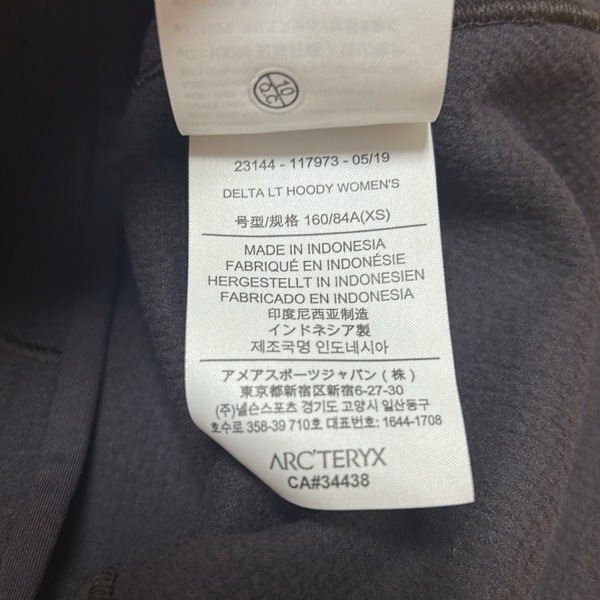 23144 - 117973 - 05/19
DELTA LT HOODY WOMEN'S
号型/规格 160/84A(XS)
MADE IN INDONESIA
FABRIQUÉ EN INDONÉSIE
HERGESTELLT IN INDONESIEN
FABRICADO EN INDONESIA
印度尼西亚制造
インドネシア製
제조국명 인도네시아
アメアスポーツジャパン（株）
東京都新宿区新宿6-27-30
(주)넬슨스포츠 경기도 고양시 일산동구
호수로 358-39 710호 대표번호: 1644-1708
ARC'TERYX
CA#34438